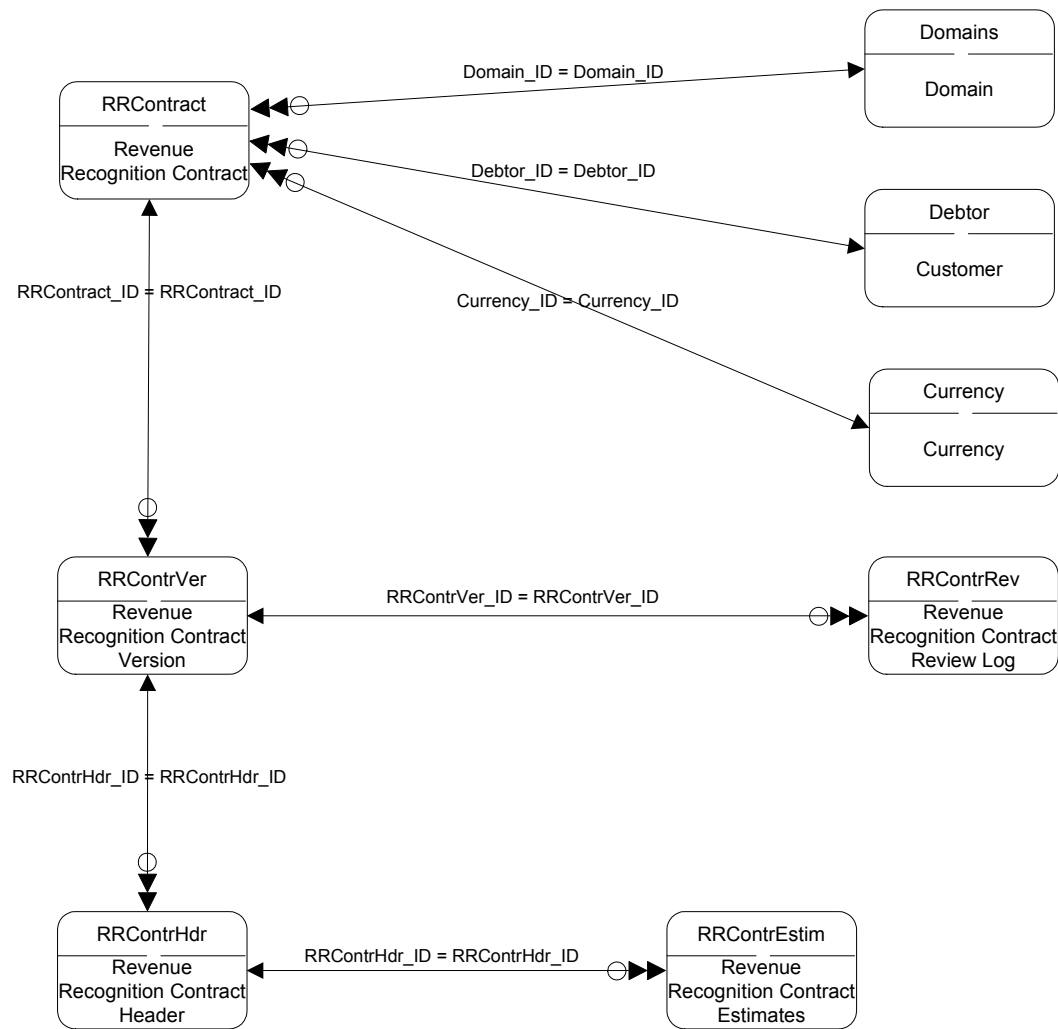 Domains
Domain
Domain_ID = Domain_ID
RRContract
Revenue
Recognition Contract
Debtor_ID = Debtor_ID
Debtor
Customer
RRContract_ID = RRContract_ID
Currency_ID = Currency_ID
Currency
Currency
RRContrVer
Revenue
Recognition Contract
Version
RRContrVer_ID = RRContrVer_ID
RRContrRev
Revenue
Recognition Contract
Review Log
RRContrHdr_ID = RRContrHdr_ID
RRContrHdr
Revenue
Recognition Contract
Header
RRContrHdr_ID = RRContrHdr_ID
RRContrEstim
Revenue
Recognition Contract
Estimates